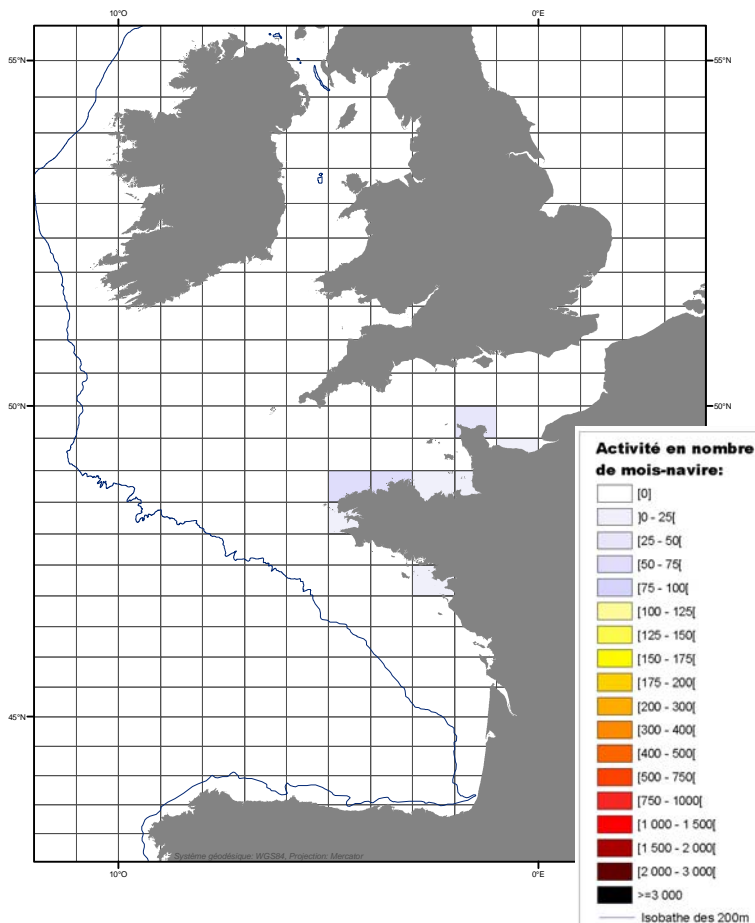 10°O
0°E
55°N
55°N
50°N
50°N
45°N
Activité en nombre
de mois-navire:
[0]
]0 - 25[
[25 - 50[
[50 - 75[
[75 - 100[
[100 - 125[
[125 - 150[
[150 - 175[
[175 - 200[
[200 - 300[
[300 - 400[
[400 - 500[
[500 - 750[
[750 - 1000[
[1 000 - 1 500[
[1 500 - 2 000[
[2 000 - 3 000[
>=3 000
Isobathe des 200m
Système géodésique: WGS84, Projection: Mercator
10°O
0°E